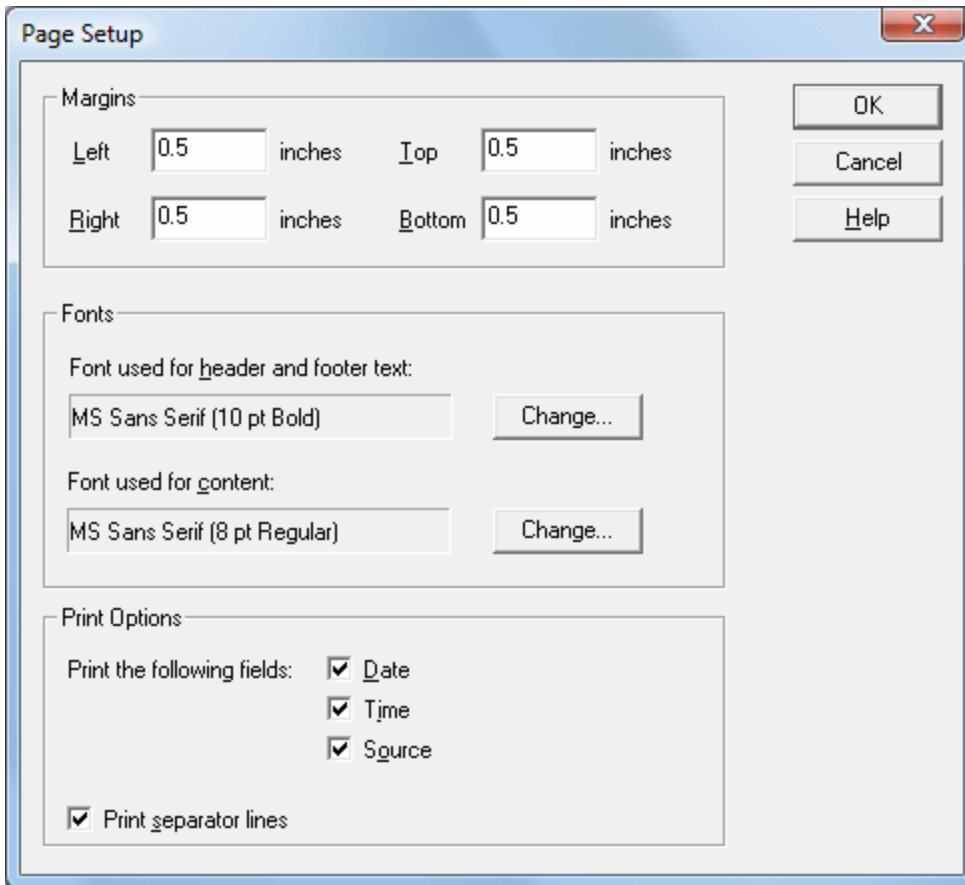 Page Setup
Margins
OK
Left 0.5 inches Top 0.5 inches
Cancel
Right 0.5 inches Bottom 0.5 inches
Help
Fonts
Font used for header and footer text:
MS Sans Serif (10 pt Bold) Change...
Font used for content:
MS Sans Serif (8 pt Regular) Change...
Print Options
Print the following fields: Date
Time
Source
Print separator lines